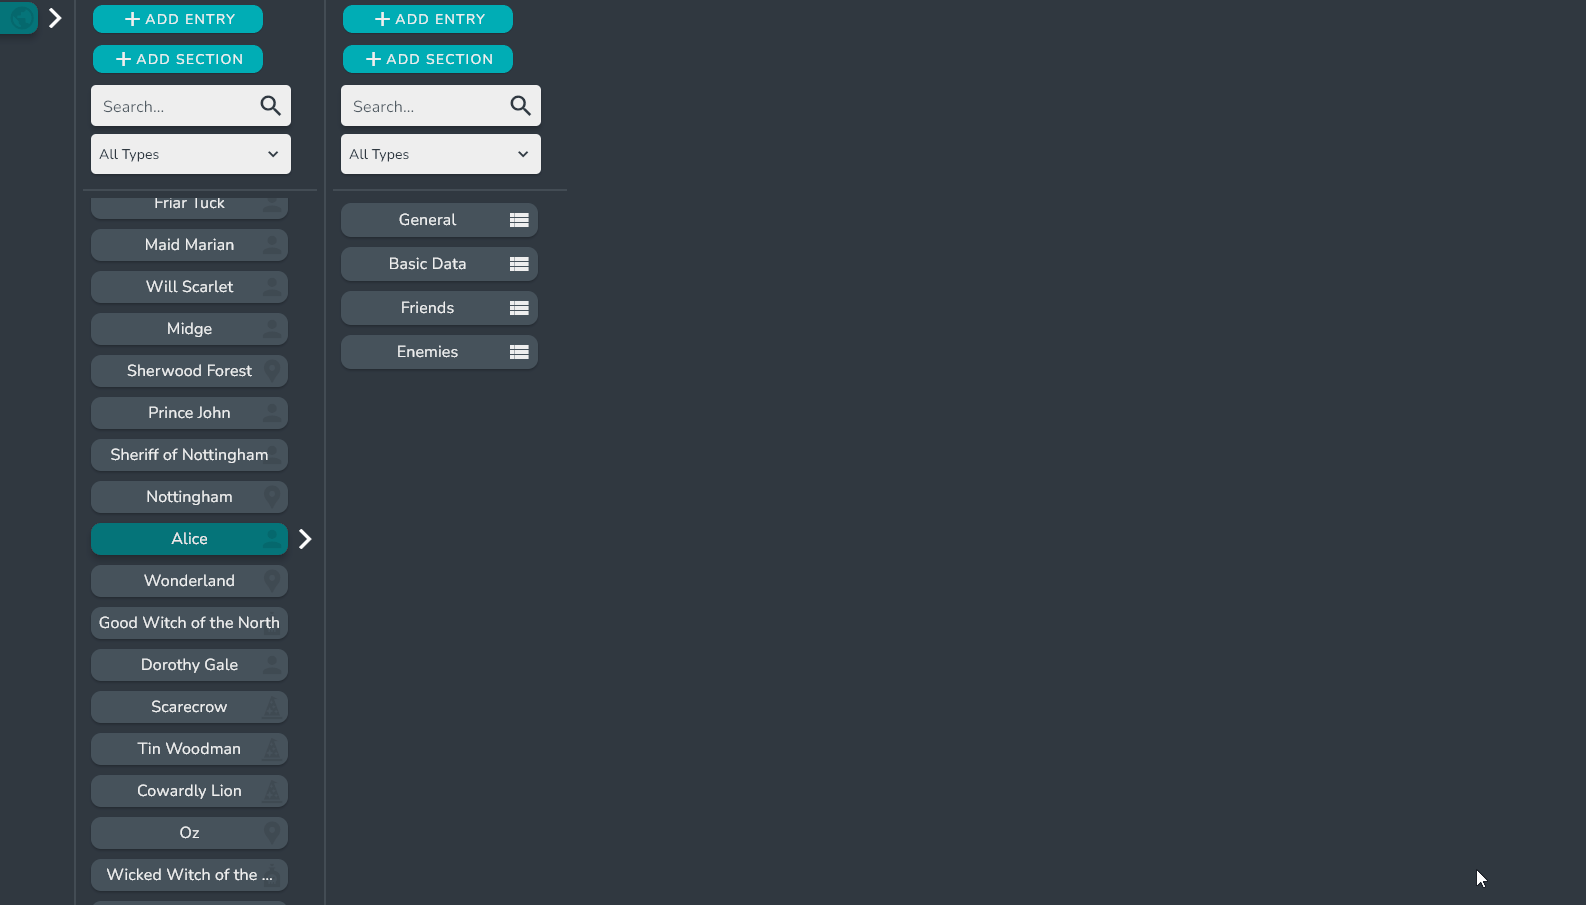 ADD ENTRY
ADD SECTION
Search...
All Types
Friar Tuck
Maid Marian
Will Scarlet
Midge
Sherwood Forest
Prince John
Sheriff of Nottingham
Nottingham
Alice
Wonderland
Good Witch of the North
Dorothy Gale
Scarecrow
Tin Woodman
Cowardly Lion
Oz
Wicked Witch of the ...
ADD ENTRY
ADD SECTION
Search...
All Types
General
Basic Data
Friends
Enemies